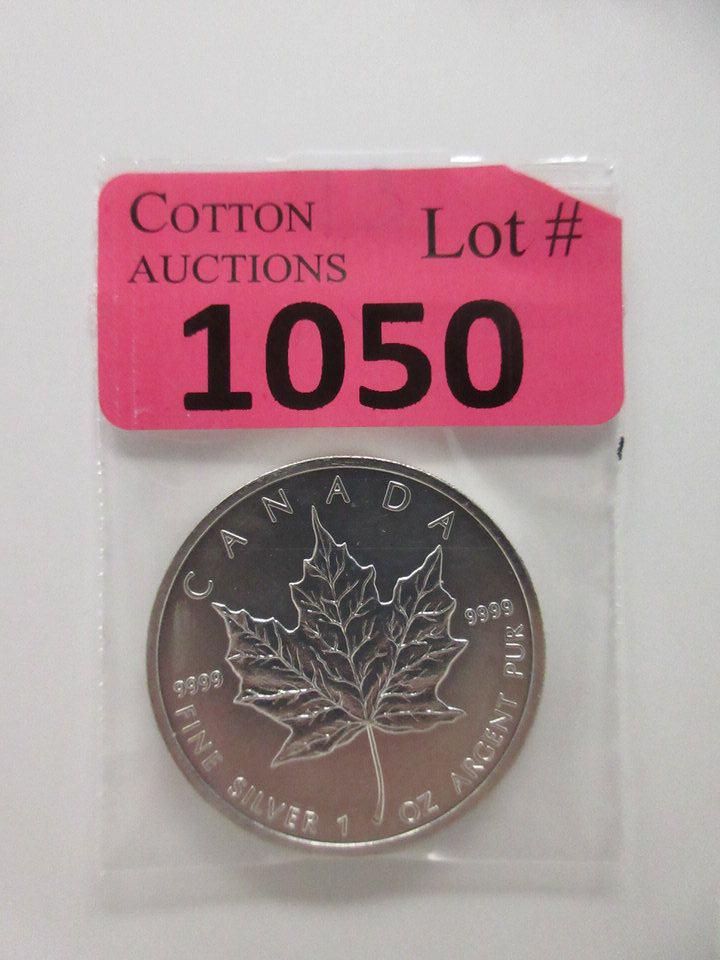 COTTON
AUCTIONS
Lot #
1050
CANADA
9999
9999
FINE SILVER 1 OZ ARGENT PUR